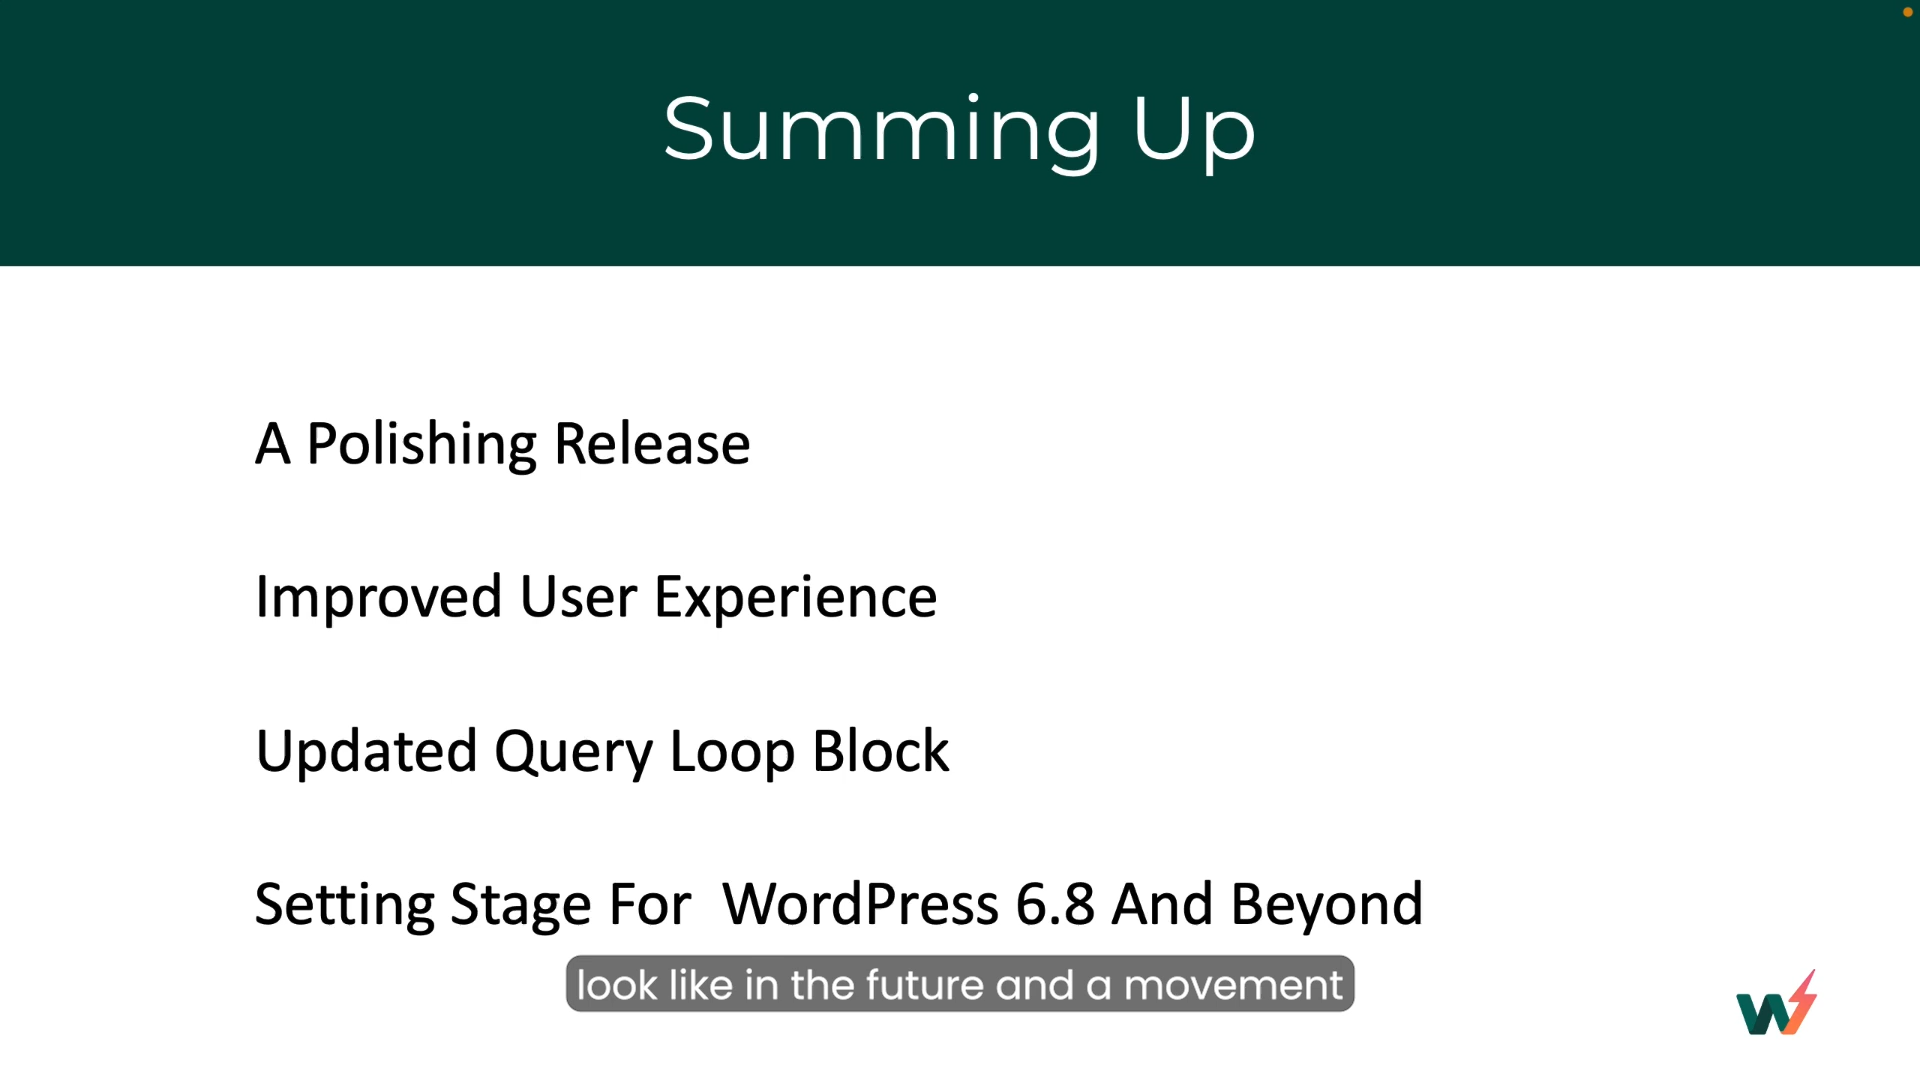 Summing Up
A Polishing Release
Improved User Experience
Updated Query Loop Block
Setting Stage For  WordPress 6.8 And Beyond
look like in the future and a movement